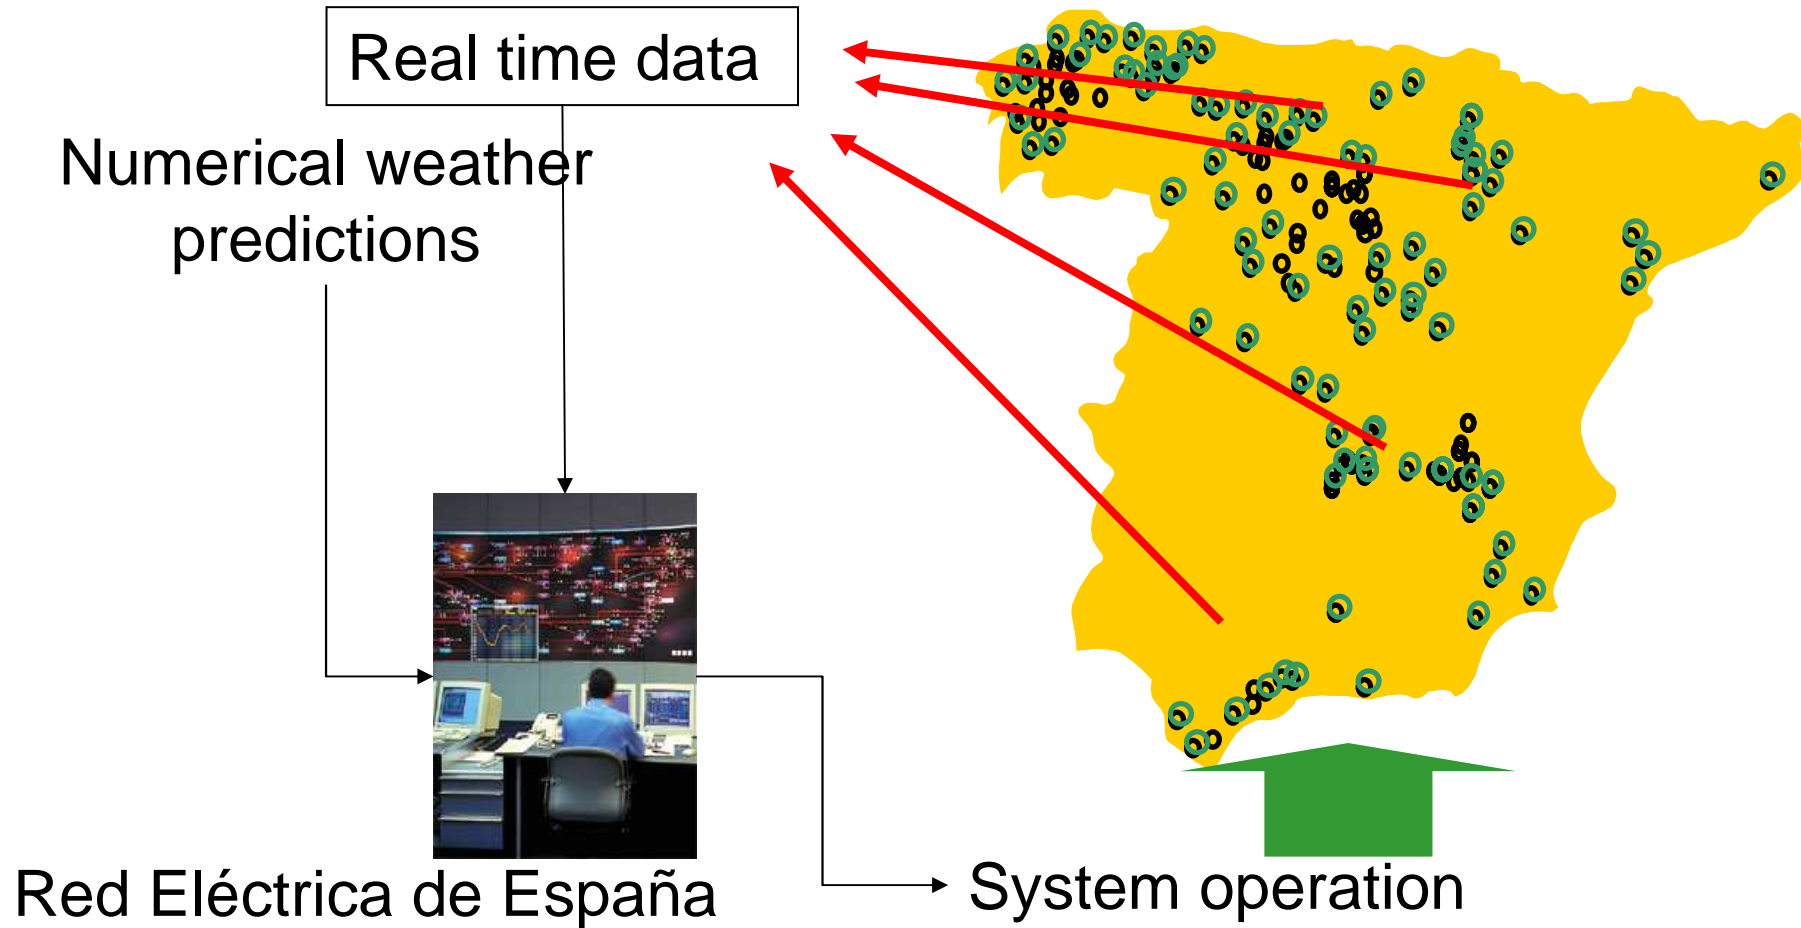 Real time data
Numerical weather
predictions
Red Eléctrica de España
System operation